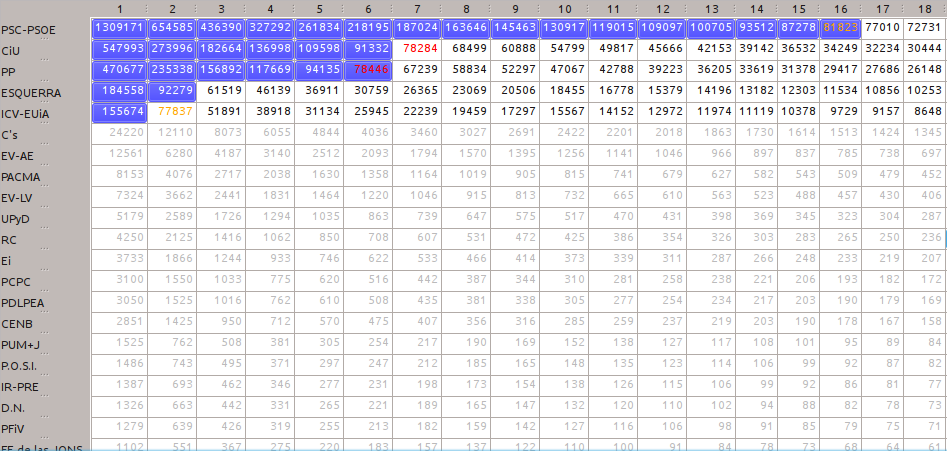 1 2 3 4 5 6 7 8 9 10 11 12 13 14 15 16 17 18
PSC-PSOE 1309171 654585 436390 327292 261834 218195 187024 163646 145463 130917 119015 109097 100705 93512 87278 81823 77010 72731
CiU 547993 273996 182664 136998 109598 91332 78284 68499 60888 54799 49817 45666 42153 39142 36532 34249 32234 30444
PP 470677 235338 156892 117669 94135 78446 67239 58834 52297 47067 42788 39223 36205 33619 31378 29417 27686 26148
ESQUERRA 184558 92279 61519 46139 36911 30759 26365 23069 20506 18455 16778 15379 14196 13182 12303 11534 10856 10253
ICV-EUiA 155674 77837 51891 38918 31134 25945 22239 19459 17297 15567 14152 12972 11974 11119 10378 9729 9157 8648
C's 24220 12110 8073 6055 4844 4036 3460 3027 2691 2422 2201 2018 1863 1730 1614 1513 1424 1345
EV-AE 12561 6280 4187 3140 2512 2093 1794 1570 1395 1256 1141 1046 966 897 837 785 738 697
PACMA 8153 4076 2717 2038 1630 1358 1164 1019 905 815 741 679 627 582 543 509 479 452
EV-LV 7324 3662 2441 1831 1464 1220 1046 915 813 732 665 610 563 523 488 457 430 406
UPyD 5179 2589 1726 1294 1035 863 739 647 575 517 470 431 398 369 345 323 304 287
RC 4250 2125 1416 1062 850 708 607 531 472 425 386 354 326 303 283 265 250 236
Ei 3733 1866 1244 933 746 622 533 466 414 373 339 311 287 266 248 233 219 207
PCPC 3100 1550 1033 775 620 516 442 387 344 310 281 258 238 221 206 193 182 172
PDLPEA 3050 1525 1016 762 610 508 435 381 338 305 277 254 234 217 203 190 179 169
CENB 2851 1425 950 712 570 475 407 356 316 285 259 237 219 203 190 178 167 158
PUM+J 1525 762 508 381 305 254 217 190 169 152 138 127 117 108 101 95 89 84
P.O.S.I. 1486 743 495 371 297 247 212 185 165 148 135 123 114 106 99 92 87 82
IR-PRE 1387 693 462 346 277 231 198 173 154 138 126 115 106 99 92 86 81 77
D.N. 1326 663 442 331 265 221 189 165 147 132 120 110 102 94 88 82 78 73
PFiV 1279 639 426 319 255 213 182 159 142 127 116 106 98 91 85 79 75 71
FE de las JONS 1102 551 367 275 220 183 157 137 122 110 100 91 84 78 73 68 64 61